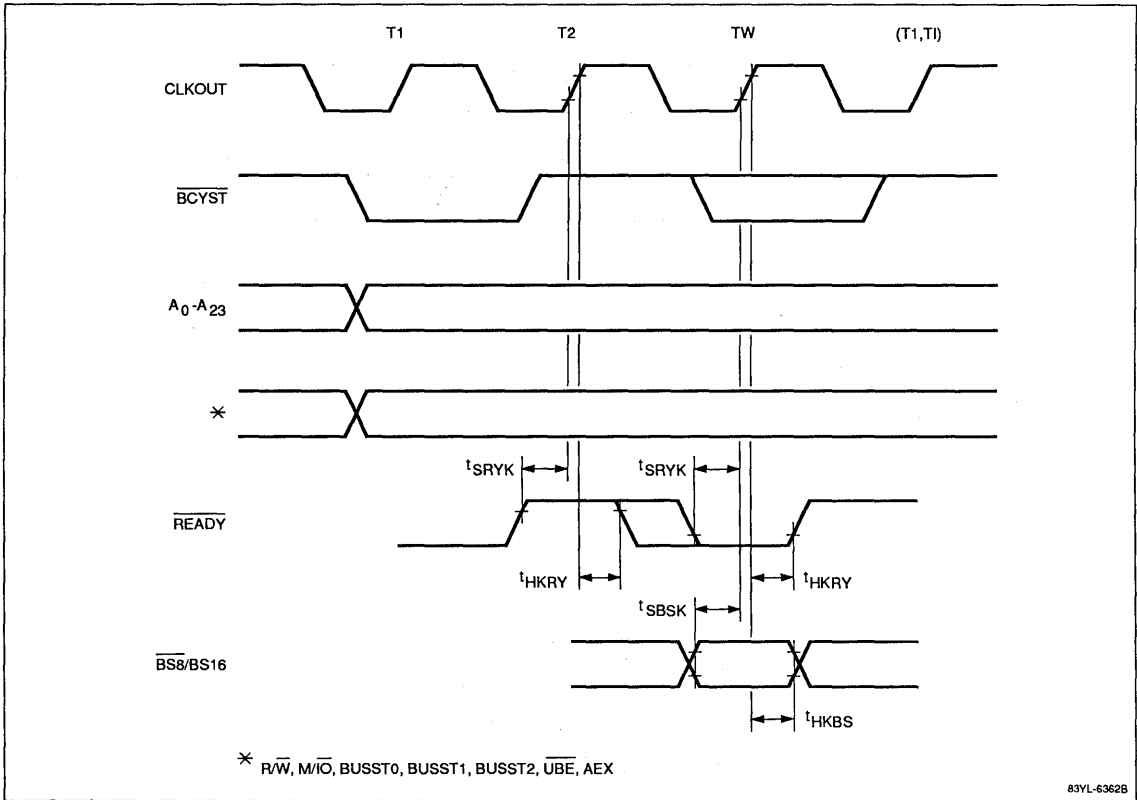 T1 T2 TW (T1,TI)
CLKOUT
BCYST
A0-A23
*
tSRYK tSRYK
READY
tHKRY tHKRY
tSBSK
BS8/BS16
tHKBS
* R/W, M/IO, BUSST0, BUSST1, BUSST2, UBE, AEX
83YL-6362B